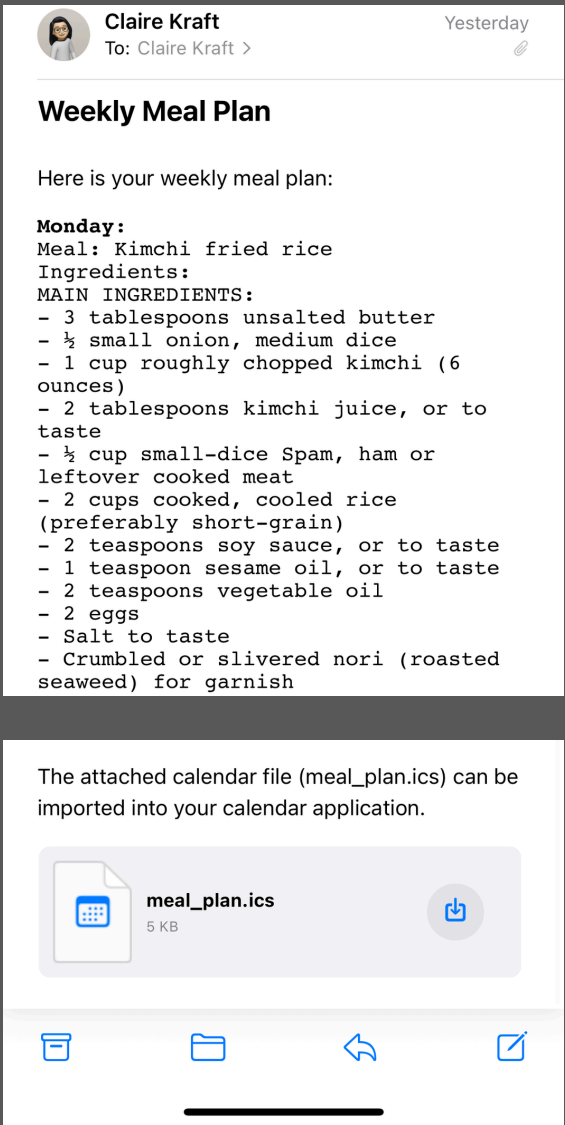 Claire Kraft
Yesterday
To: Claire Kraft >
Weekly Meal Plan
Here is your weekly meal plan:
Monday:
Meal: Kimchi fried rice
Ingredients:
MAIN INGREDIENTS:
- 3 tablespoons unsalted butter
- ½ small onion, medium dice
- 1 cup roughly chopped kimchi (6
ounces)
- 2 tablespoons kimchi juice, or to
taste
- ½ cup small-dice Spam, ham or
leftover cooked meat
- 2 cups cooked, cooled rice
(preferably short-grain)
- 2 teaspoons soy sauce, or to taste
- 1 teaspoon sesame oil, or to taste
- 2 teaspoons vegetable oil
- 2 eggs
- Salt to taste
- Crumbled or slivered nori (roasted
seaweed) for garnish
The attached calendar file (meal_plan.ics) can be
imported into your calendar application.
meal_plan.ics
5 KB